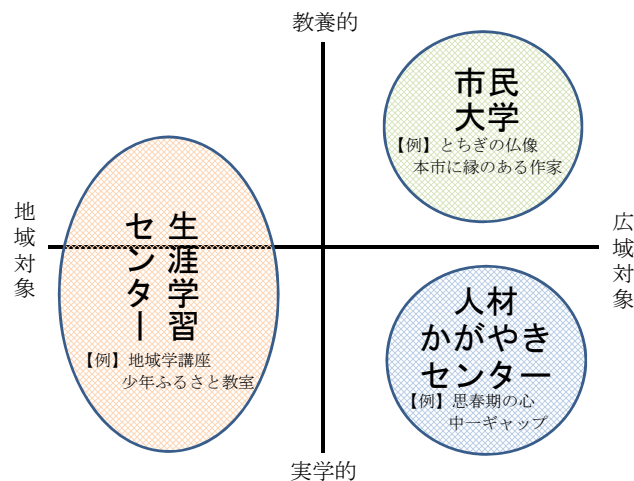 教養的
市民
大学
【例】とちぎの仏像
本市に縁のある作家
地域対象
生涯学習
センター
【例】地域学講座
少年ふるさと教室
広域対象
人材
かがやき
センター
【例】思春期の心
中一ギャップ
実学的